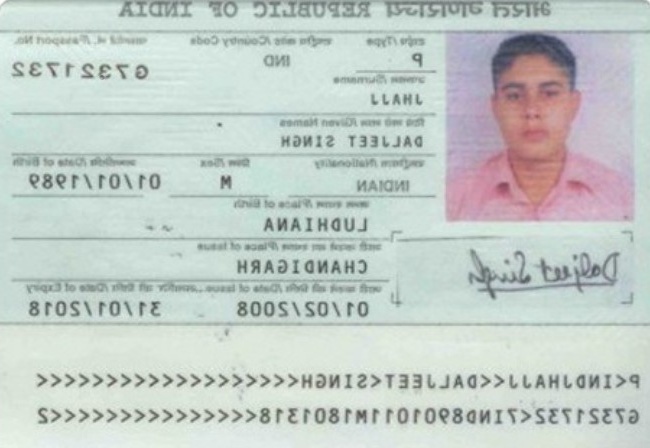 भारत गणराज्य REPUBLIC OF INDIA
टाइप /Type राष्ट्र कोड /Country Code पासपोर्ट नं. /Passport No.
P IND G7321732
उपनाम /Surname
JHAJJ
दिया गया नाम /Given Names
DALJEET SINGH
राष्ट्रीयता /Nationality लिंग /Sex जन्मतिथि /Date of Birth
INDIAN M 01/01/1989
जन्म स्थान /Place of Birth
LUDHIANA
जारी करने का स्थान /Place of Issue
CHANDIGARH
जारी करने की तिथि /Date of Issue समाप्ति की तिथि /Date of Expiry
01/02/2008 31/01/2018
Daljeet Singh
P<INDJHAJJ<<DALJEET<SINGH<<<<<<<<<<<<<<<<<<<
G7321732<7IND8901011M1801318<<<<<<<<<<<<<<<2